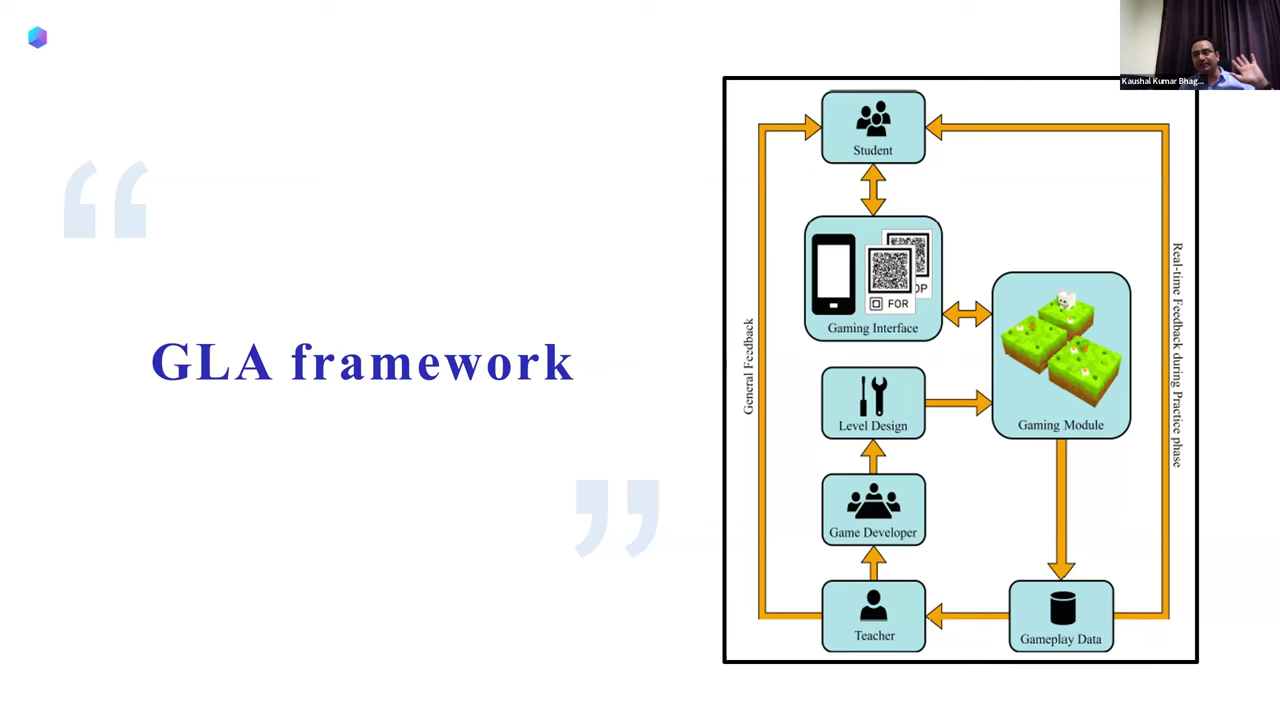 Kaushal Kumar Bhag...
Student
GLA framework
OP
FOR
Gaming Interface
General Feedback
Real-time Feedback during Practice phase
Level Design
Gaming Module
Game Developer
Teacher
Gameplay Data